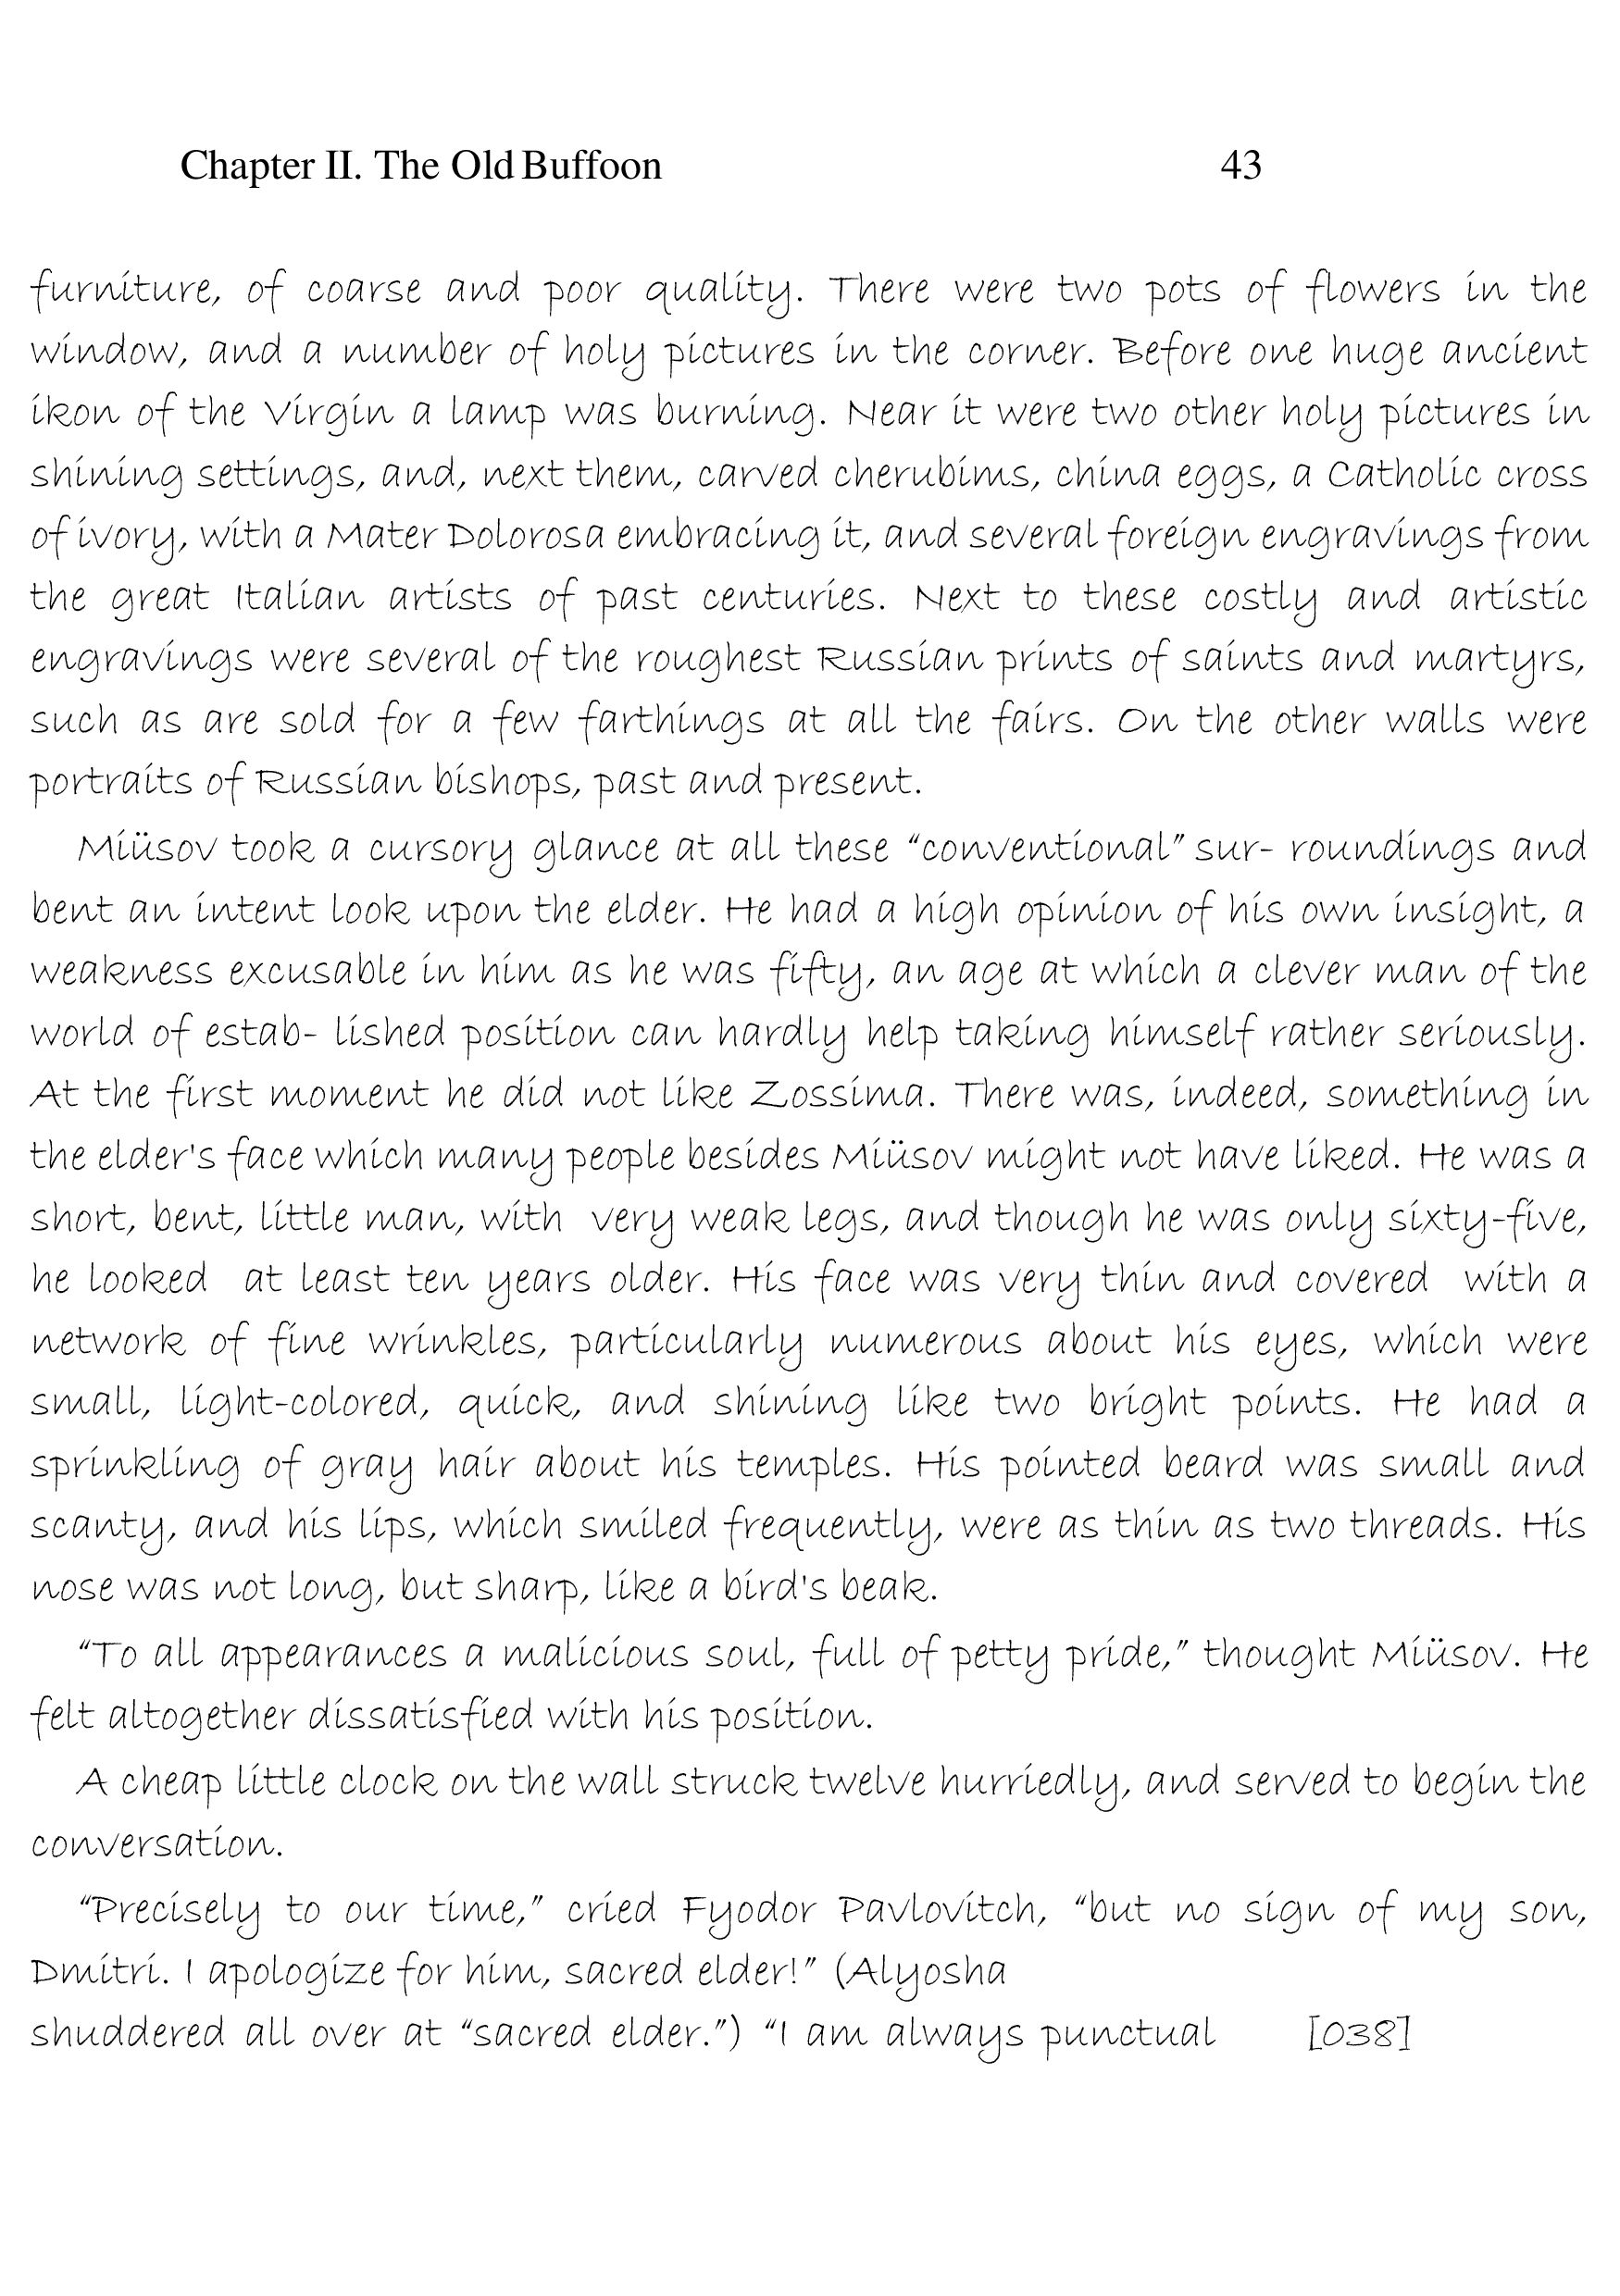 Chapter II. The Old Buffoon 43
furniture, of coarse and poor quality. There were two pots of flowers in the
window, and a number of holy pictures in the corner. Before one huge ancient
ikon of the Virgin a lamp was burning. Near it were two other holy pictures in
shining settings, and, next them, carved cherubims, china eggs, a Catholic cross
of ivory, with a Mater Dolorosa embracing it, and several foreign engravings from
the great Italian artists of past centuries. Next to these costly and artistic
engravings were several of the roughest Russian prints of saints and martyrs,
such as are sold for a few farthings at all the fairs. On the other walls were
portraits of Russian bishops, past and present.
Miüsov took a cursory glance at all these “conventional” sur- roundings and
bent an intent look upon the elder. He had a high opinion of his own insight, a
weakness excusable in him as he was fifty, an age at which a clever man of the
world of estab- lished position can hardly help taking himself rather seriously.
At the first moment he did not like Zossima. There was, indeed, something in
the elder's face which many people besides Miüsov might not have liked. He was a
short, bent, little man, with very weak legs, and though he was only sixty-five,
he looked at least ten years older. His face was very thin and covered with a
network of fine wrinkles, particularly numerous about his eyes, which were
small, light-colored, quick, and shining like two bright points. He had a
sprinkling of gray hair about his temples. His pointed beard was small and
scanty, and his lips, which smiled frequently, were as thin as two threads. His
nose was not long, but sharp, like a bird's beak.
“To all appearances a malicious soul, full of petty pride,” thought Miüsov. He
felt altogether dissatisfied with his position.
A cheap little clock on the wall struck twelve hurriedly, and served to begin the
conversation.
“Precisely to our time,” cried Fyodor Pavlovitch, “but no sign of my son,
Dmitri. I apologize for him, sacred elder!” (Alyosha
shuddered all over at “sacred elder.”) “I am always punctual [038]